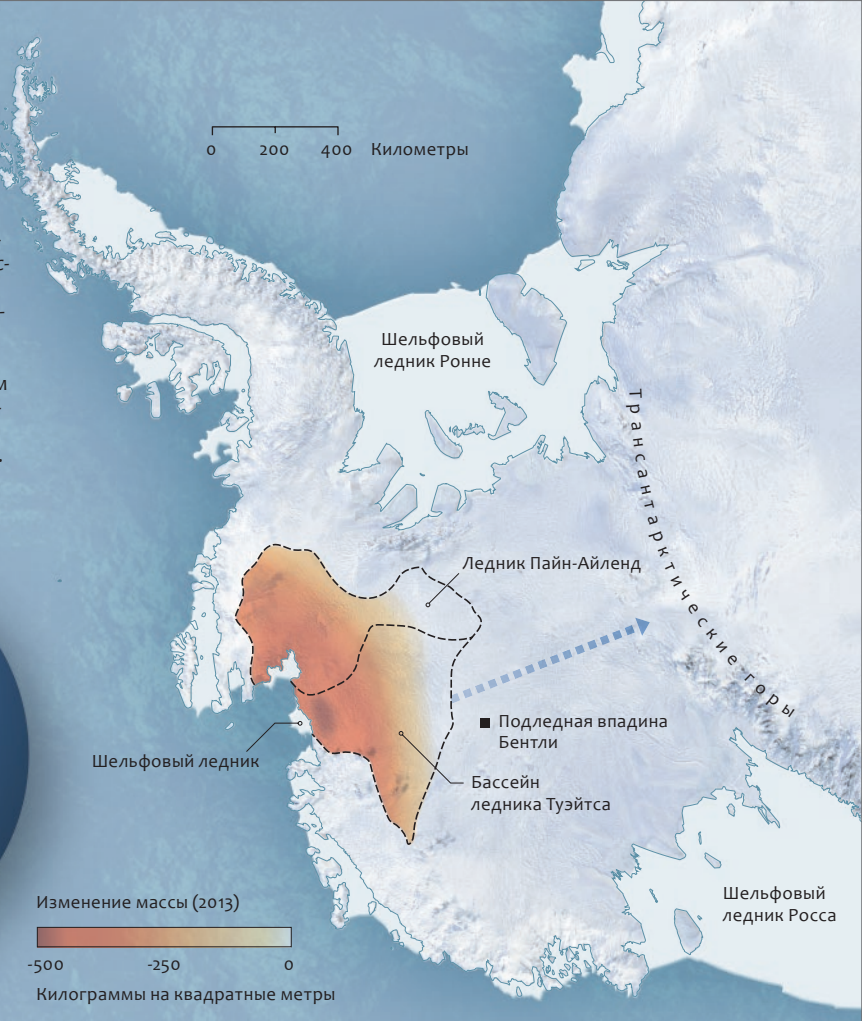 0 200 400 Километры
с-
м
Шельфовый
ледник Ронне
Трансантарктические горы
Ледник Пайн-Айленд
Подледная впадина
Бентли
Шельфовый ледник
Бассейн
ледника Туэйтса
Шельфовый
ледник Росса
Изменение массы (2013)
-500 -250 0
Килограммы на квадратные метры